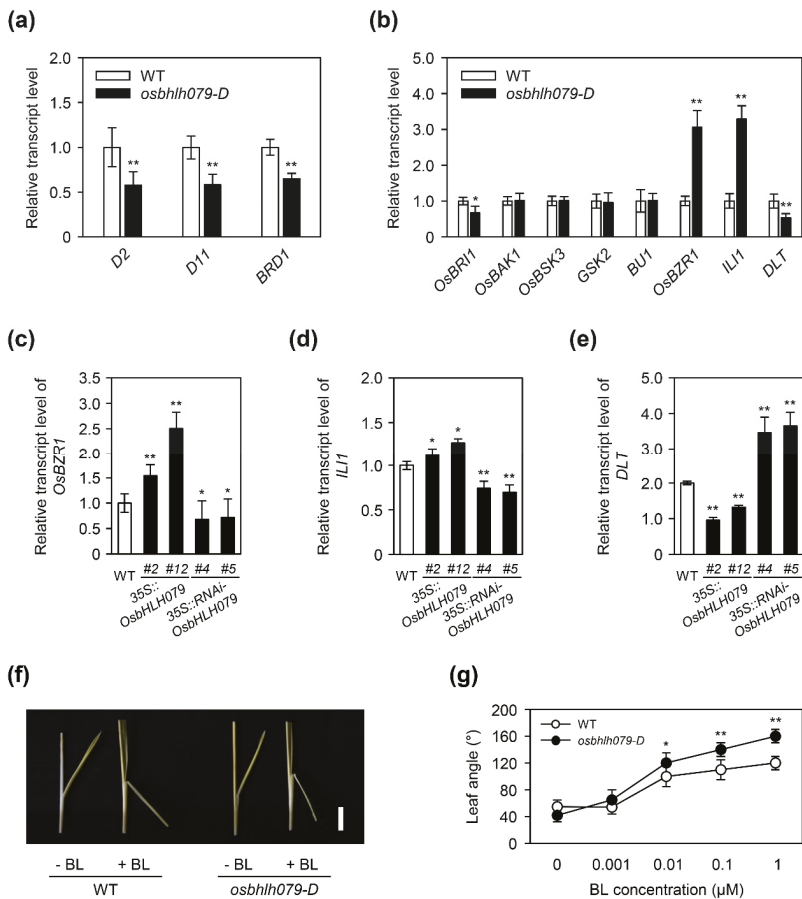 (a)
Relative transcript level
2.0
1.5
1.0
0.5
0
WT
osbhlh079-D
**
**
**
D2
D11
BRD1
(b)
Relative transcript level
5.0
4.0
3.0
2.0
1.0
0
WT
osbhlh079-D
*
**
**
**
OsBRI1
OsBAK1
OsBSK3
GSK2
BU1
OsBZR1
ILI1
DLT
(c)
Relative transcript level of
OsBZR1
3.5
3.0
2.5
2.0
1.5
1.0
0.5
0
**
**
*
*
WT
#2 #12 #4 #5
35S::
OsbHLH079
35S::RNAi-
OsbHLH079
(d)
Relative transcript level of
ILI1
2.0
1.5
1.0
0.5
0
*
*
**
**
WT
#2 #12 #4 #5
35S::
OsbHLH079
35S::RNAi-
OsbHLH079
(e)
Relative transcript level of
DLT
5.0
4.0
3.0
2.0
1.0
0
**
**
**
**
WT
#2 #12 #4 #5
35S::
OsbHLH079
35S::RNAi-
OsbHLH079
(f)
- BL + BL - BL + BL
WT osbhlh079-D
(g)
Leaf angle (°)
200
160
120
80
40
0
WT
osbhlh079-D
*
**
**
0 0.001 0.01 0.1 1
BL concentration (µM)